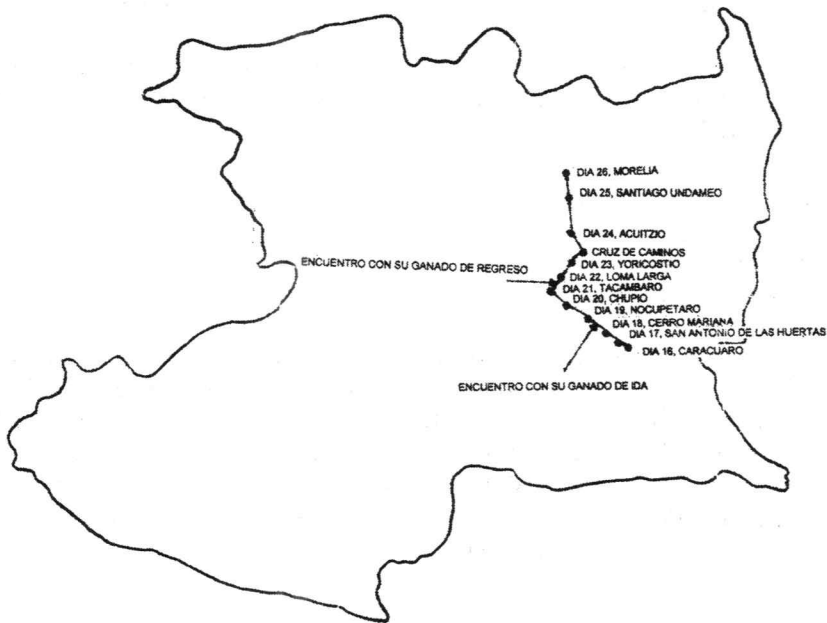 DIA 26, MORELIA
DIA 25, SANTIAGO UNDAMEO
DIA 24, ACUITZIO
CRUZ DE CAMINOS
DIA 23, YORICOSTIO
ENCUENTRO CON SU GANADO DE REGRESO
DIA 22, LOMA LARGA
DIA 21, TACAMBARO
DIA 20, CHUPIO
DIA 19, NOCUPETARO
DIA 18, CERRO MARIANA
DIA 17, SAN ANTONIO DE LAS HUERTAS
DIA 16, CARACUARO
ENCUENTRO CON SU GANADO DE IDA